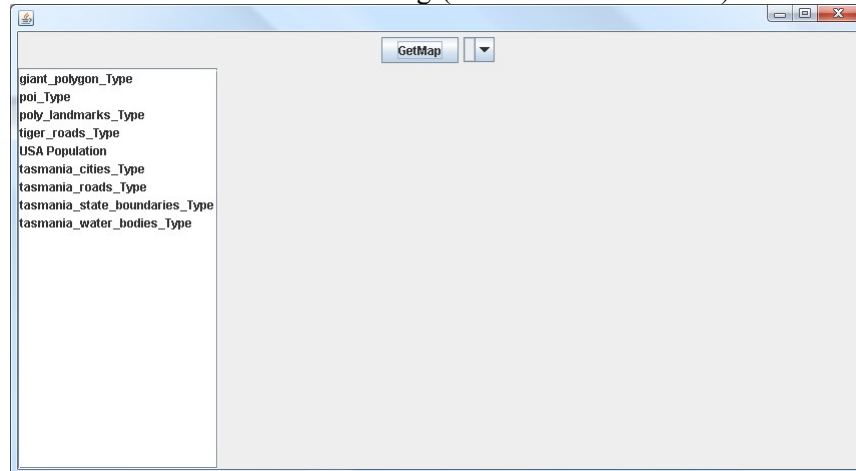 GetMap
giant_polygon_Type
poi_Type
poly_landmarks_Type
tiger_roads_Type
USA Population
tasmania_cities_Type
tasmania_roads_Type
tasmania_state_boundaries_Type
tasmania_water_bodies_Type